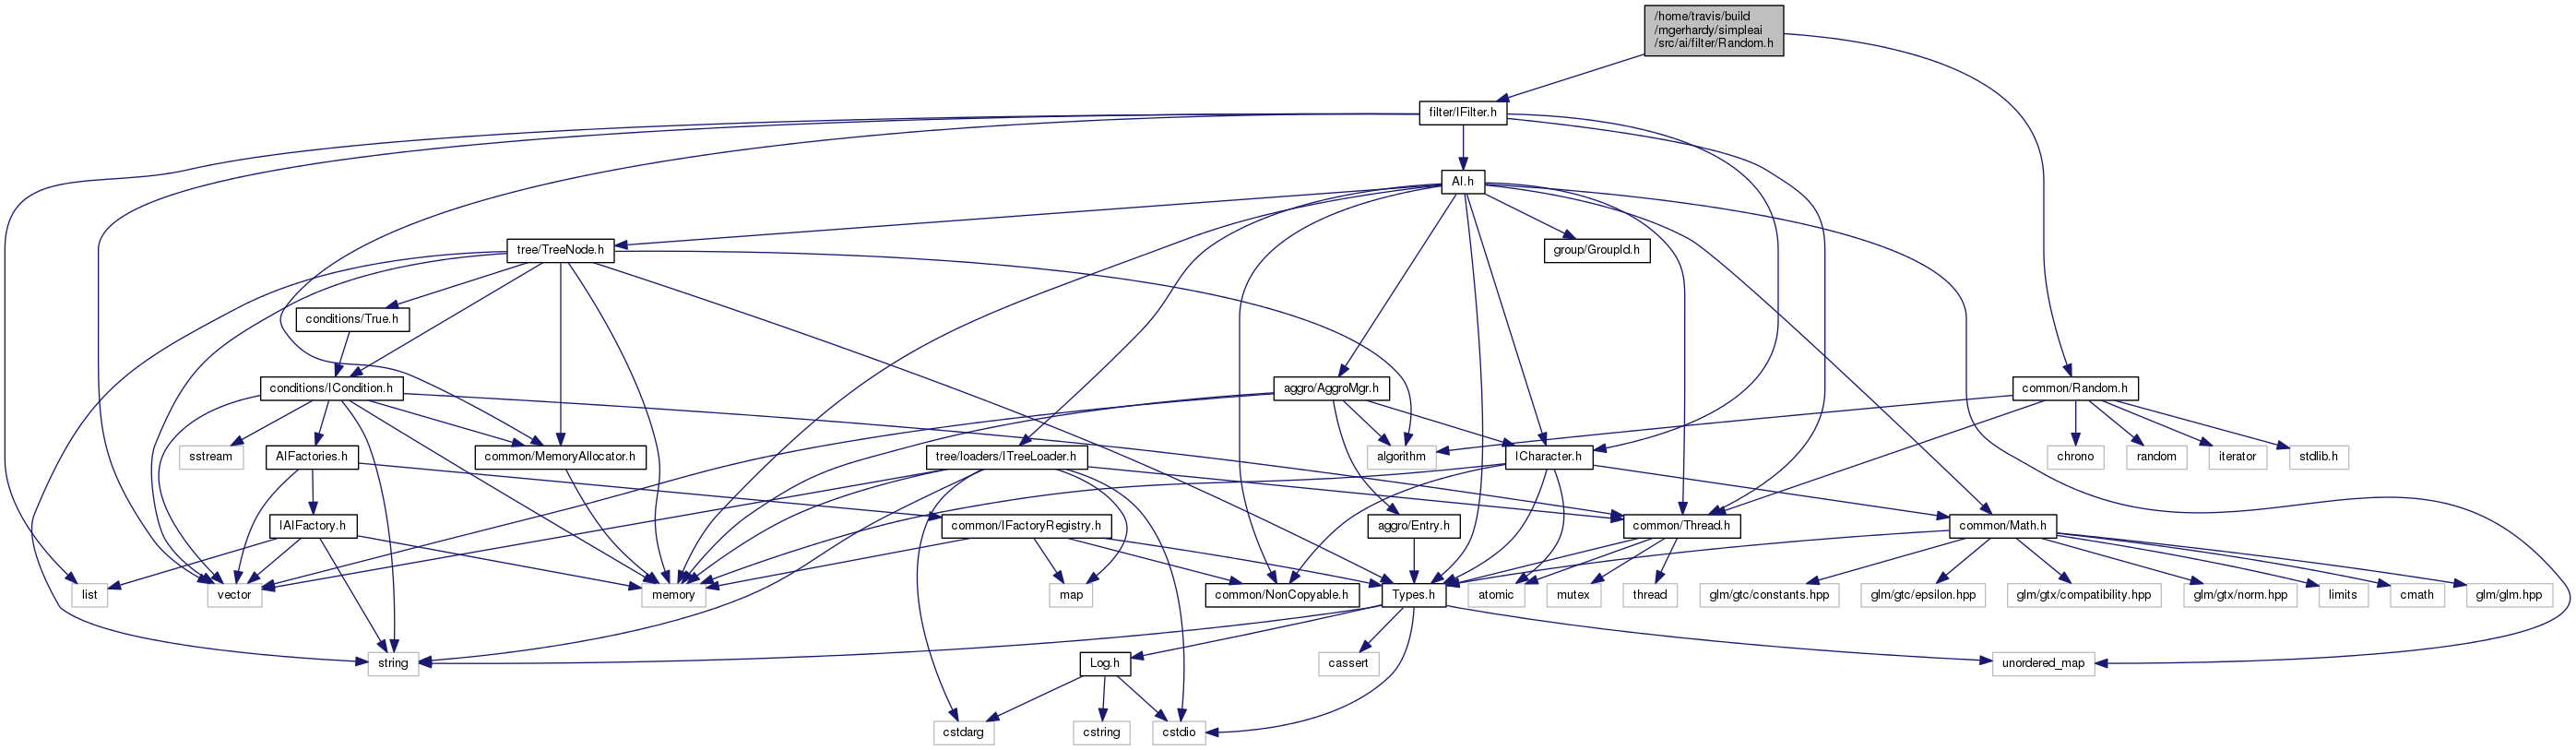 /home/travis/build
/mgerhardy/simpleai
/src/ai/filter/Random.h
filter/IFilter.h
AI.h
tree/TreeNode.h
group/GroupId.h
conditions/True.h
conditions/ICondition.h
aggro/AggroMgr.h
common/Random.h
sstream
AIFactories.h
common/MemoryAllocator.h
tree/loaders/ITreeLoader.h
algorithm
ICharacter.h
chrono
random
iterator
stdlib.h
IAIFactory.h
common/IFactoryRegistry.h
aggro/Entry.h
common/Thread.h
common/Math.h
list
vector
memory
map
common/NonCopyable.h
Types.h
atomic
mutex
thread
glm/gtc/constants.hpp
glm/gtc/epsilon.hpp
glm/gtx/compatibility.hpp
glm/gtx/norm.hpp
limits
cmath
glm/glm.hpp
string
Log.h
cassert
unordered_map
cstdarg
cstring
cstdio